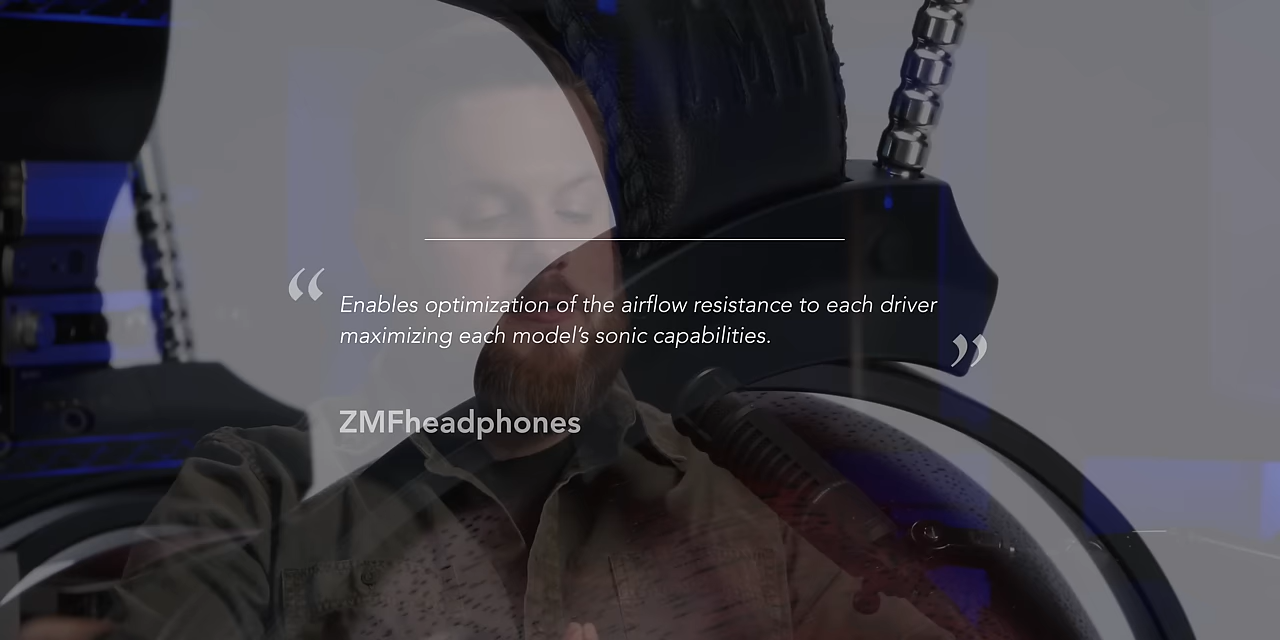 “ Enables optimization of the airflow resistance to each driver
maximizing each model’s sonic capabilities. ”
ZMFheadphones